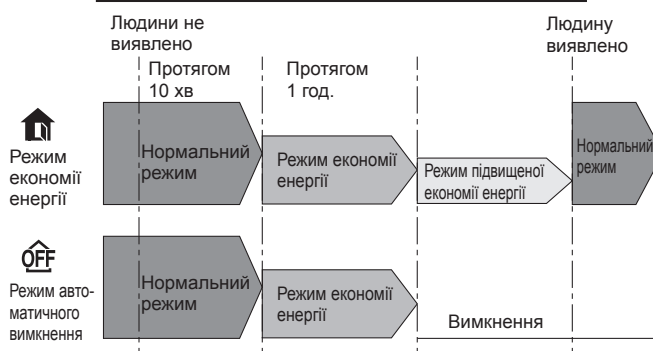 Людини не
виявлено
Людину
виявлено
Протягом
10 хв
Протягом
1 год.
Режим
економії
енергії
Нормальний
режим
Режим економії
енергії
Режим підвищеної
економії енергії
Нормальний
режим
OFF
Режим авто-
матичного
вимкнення
Нормальний
режим
Режим економії
енергії
Вимкнення